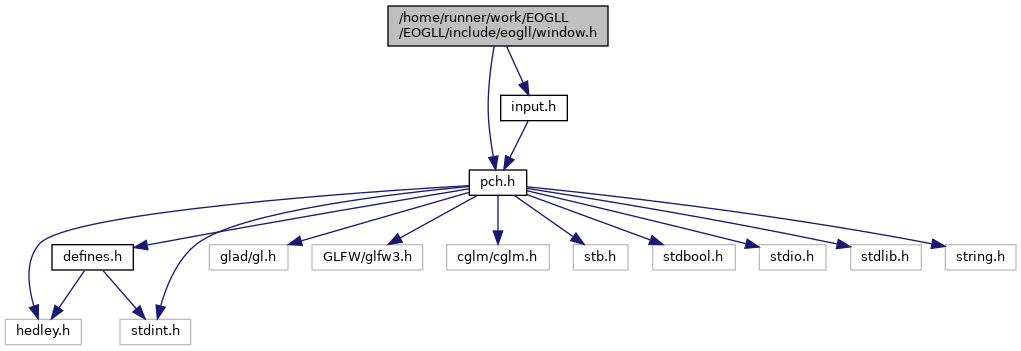 /home/runner/work/EOGLL
/EOGLL/include/eogll/window.h
input.h
pch.h
defines.h
glad/gl.h
GLFW/glfw3.h
cglm/cglm.h
stb.h
stdbool.h
stdio.h
stdlib.h
string.h
hedley.h
stdint.h